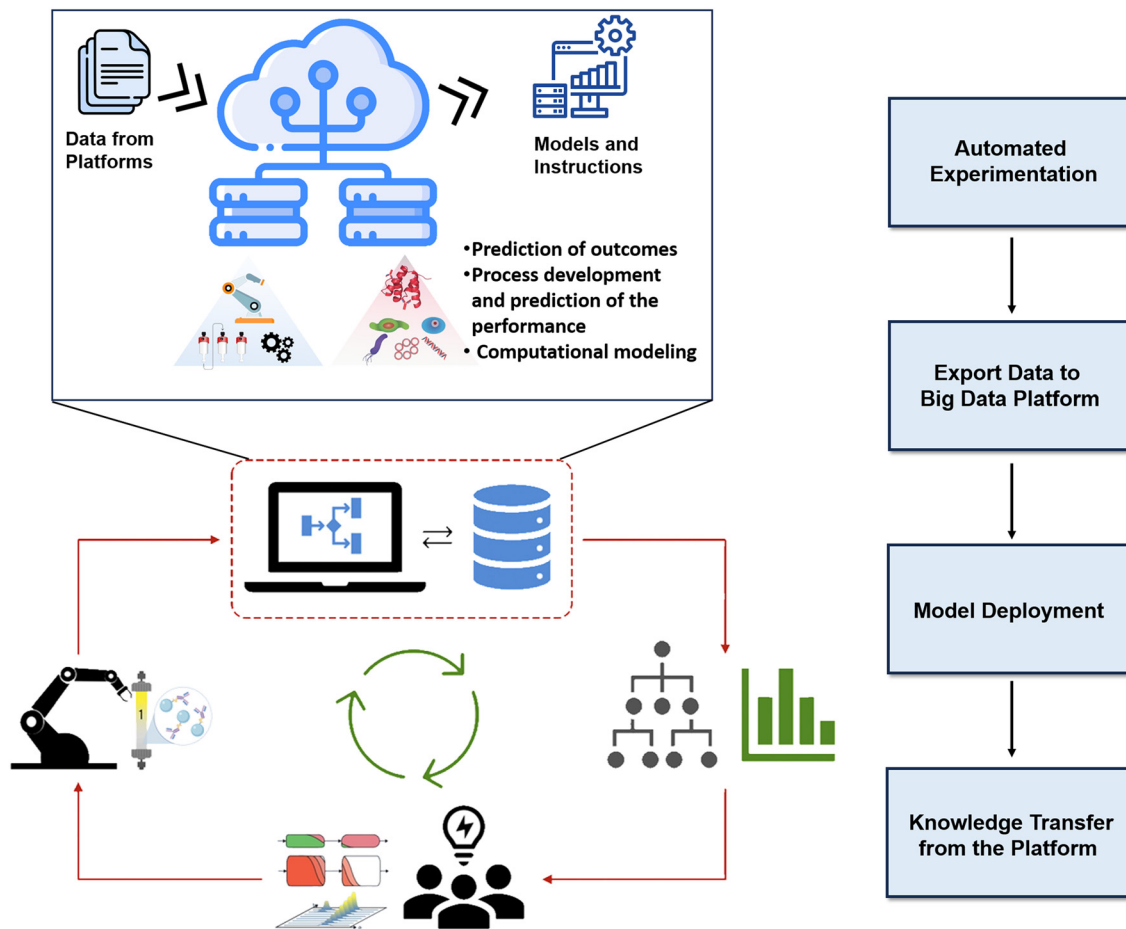 Data from
Platforms
Models and
Instructions
•Prediction of outcomes
•Process development
and prediction of the
performance
• Computational modeling
1
Automated
Experimentation
Export Data to
Big Data Platform
Model Deployment
Knowledge Transfer
from the Platform